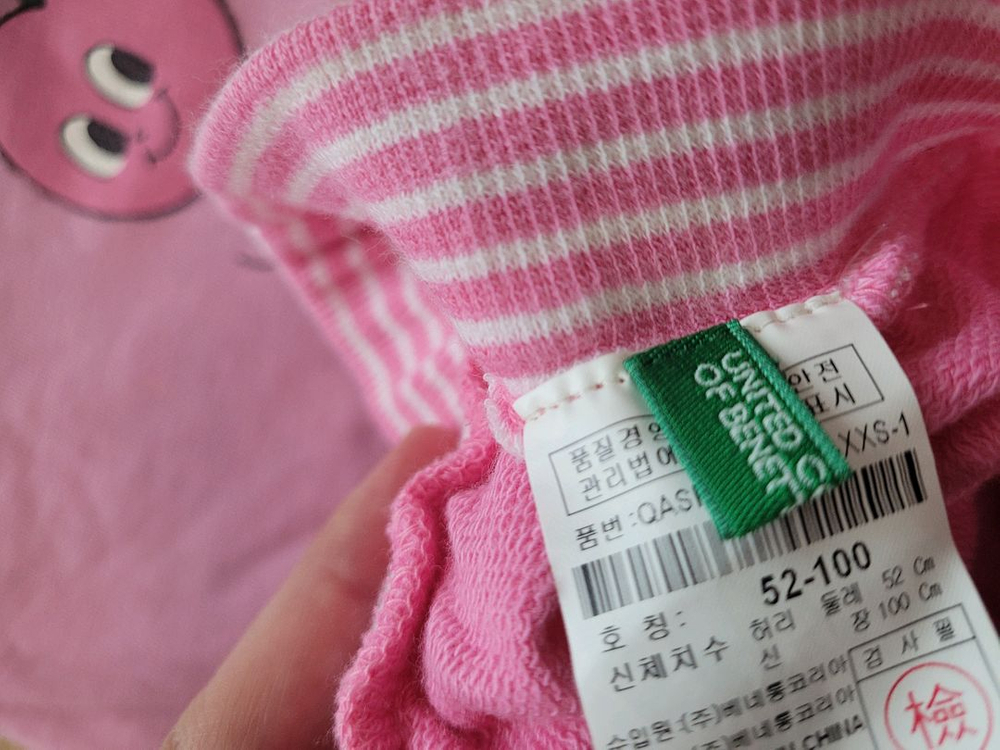 UNITED C
OF BENET
안전
표시
품질경영
관리법에
XXS-1
품번:QAS
52-100
호 칭:
신체치수
허리 둘레 52 Cm
신 장 100 Cm
검 사 필
檢
수입원:(주)베네통코리아
(주)베네통코리아
CHINA